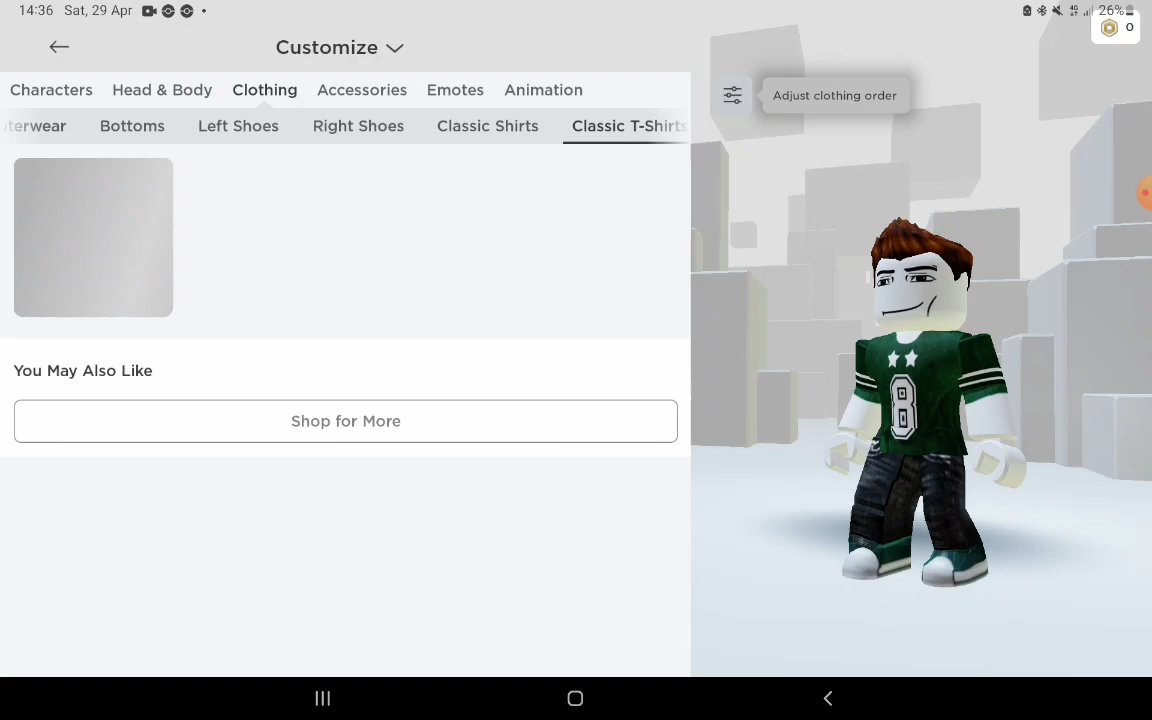 14:36 Sat, 29 Apr
26%
0
Customize
Characters Head & Body Clothing Accessories Emotes Animation
Bottoms Left Shoes Right Shoes Classic Shirts Classic T-Shirts
Adjust clothing order
8
You May Also Like
Shop for More